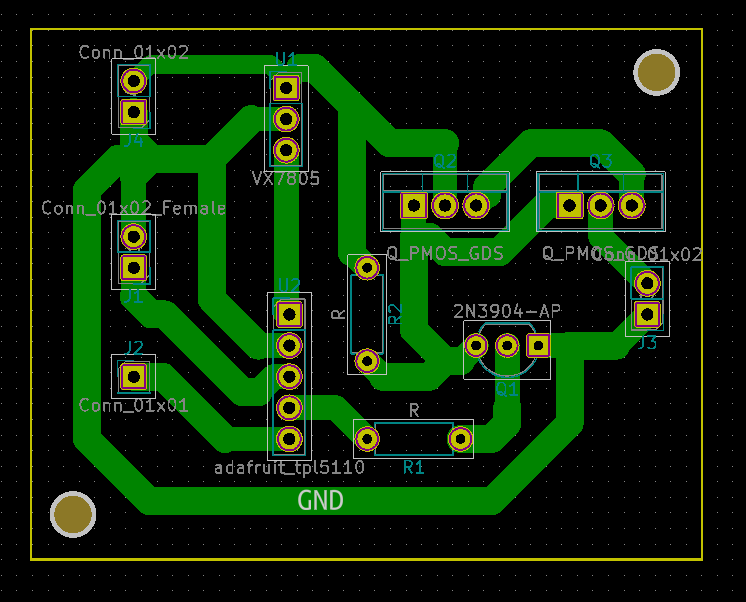 Conn_01x02
U1
J4
VX7805
Q2
Q3
Conn_01x02_Female
Q_PMOS_GDS
Q_PMOS_GDS
Conn_01x02
J1
U2
R
R2
2N3904-AP
J3
J2
Conn_01x01
Q1
R
adafruit_tpl5110
R1
GND